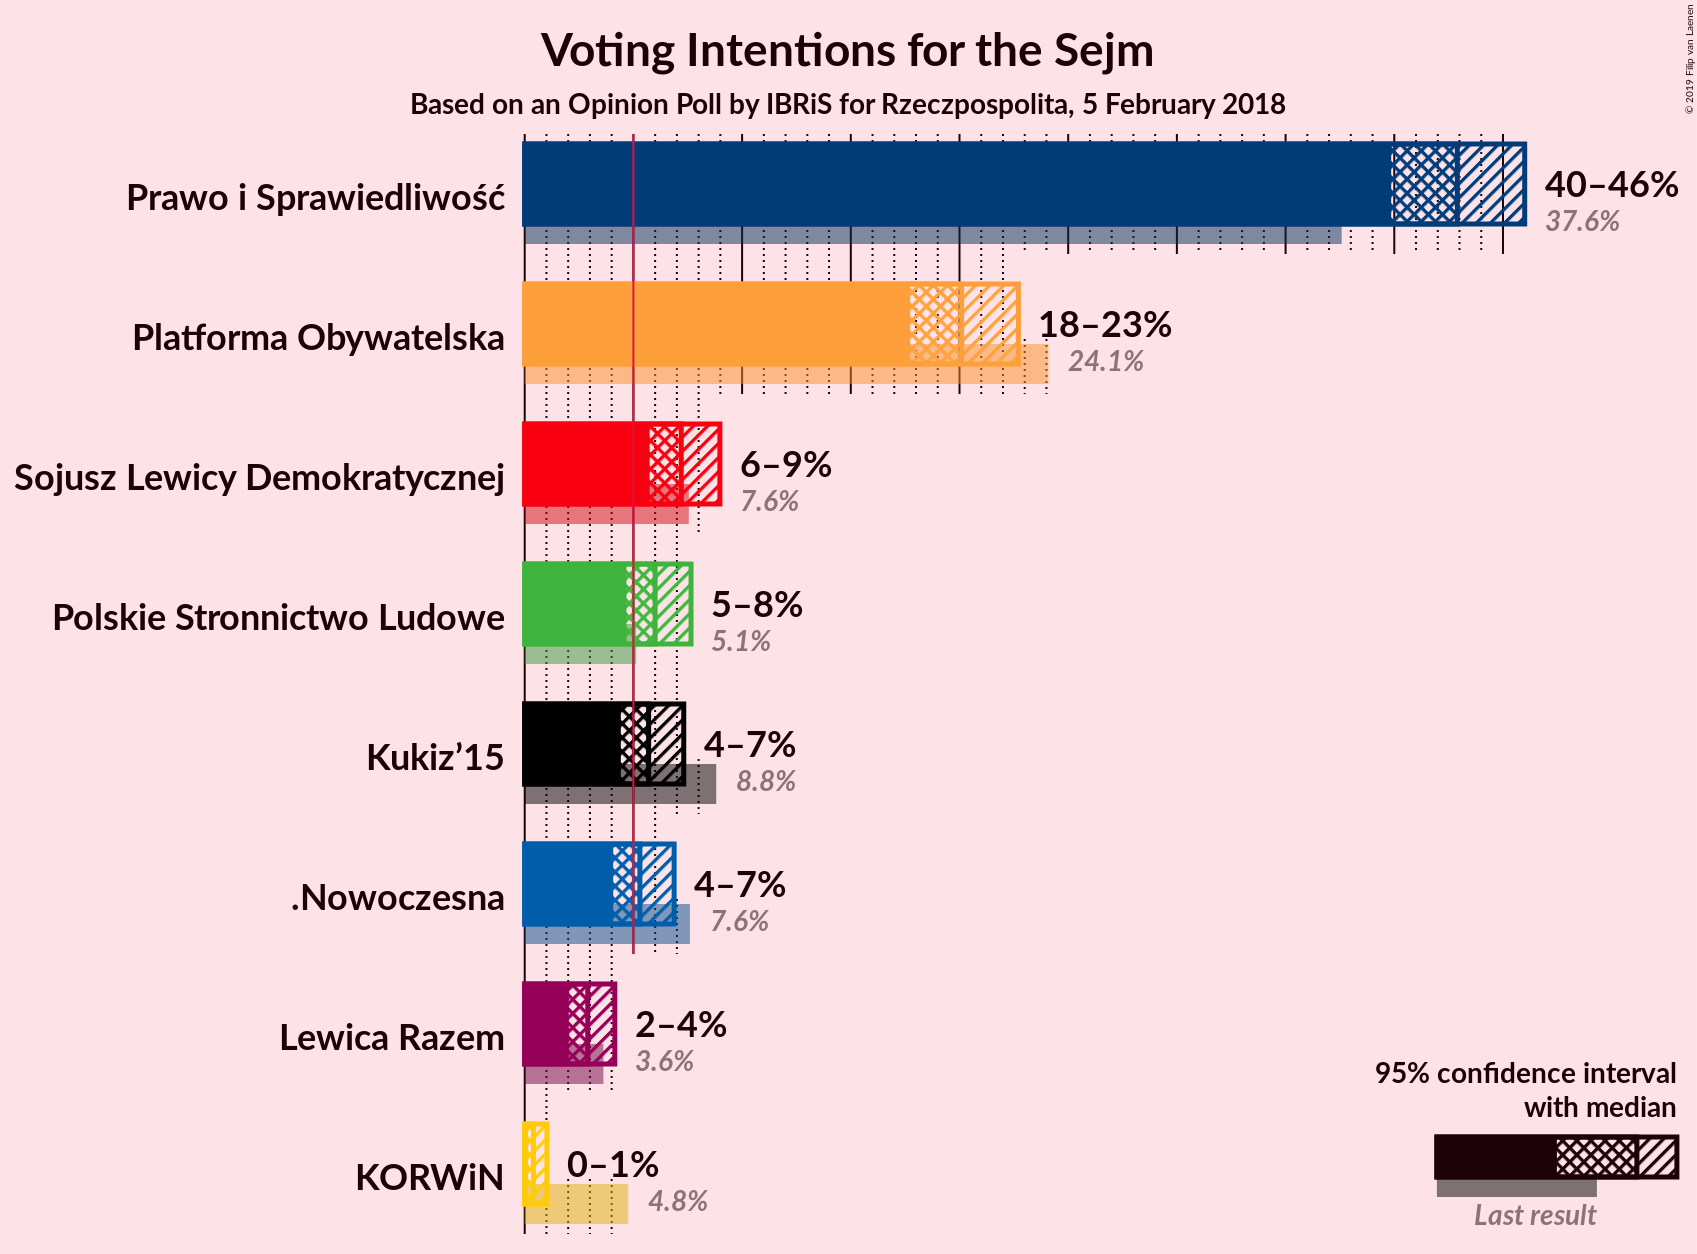 Voting Intentions for the Sejm
Based on an Opinion Poll by IBRiS for Rzeczpospolita, 5 February 2018
© 2019 Filip van Laenen
Prawo i Sprawiedliwość
40–46%
37.6%
Platforma Obywatelska
18–23%
24.1%
Sojusz Lewicy Demokratycznej
6–9%
7.6%
Polskie Stronnictwo Ludowe
5–8%
5.1%
Kukiz’15
4–7%
8.8%
.Nowoczesna
4–7%
7.6%
Lewica Razem
2–4%
3.6%
KORWiN
0–1%
4.8%
95% confidence interval
with median
Last result